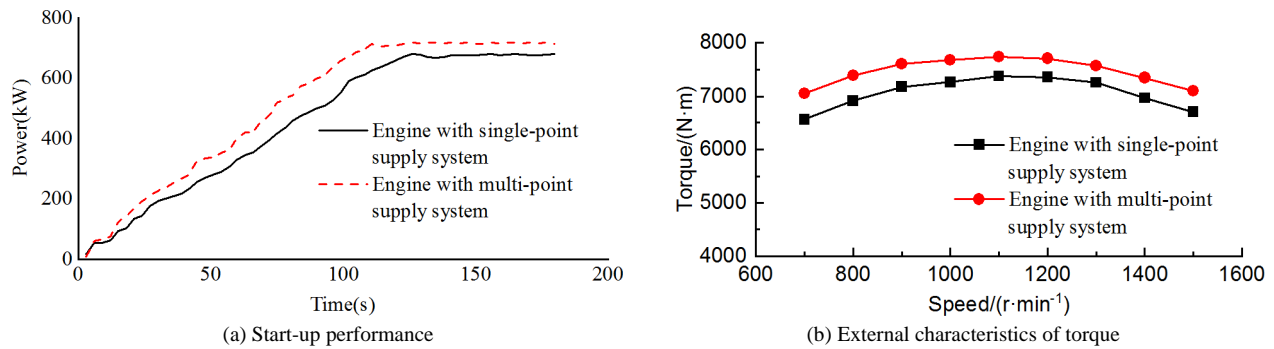 800
600
400
200
0
Power(kW)
Engine with single-point
supply system
Engine with multi-point
supply system
0
50
100
150
200
Time(s)
(a) Start-up performance
8000
7000
6000
5000
4000
Torque/(N·m)
Engine with single-point
supply system
Engine with multi-point
supply system
600
800
1000
1200
1400
1600
Speed/(r·min⁻¹)
(b) External characteristics of torque